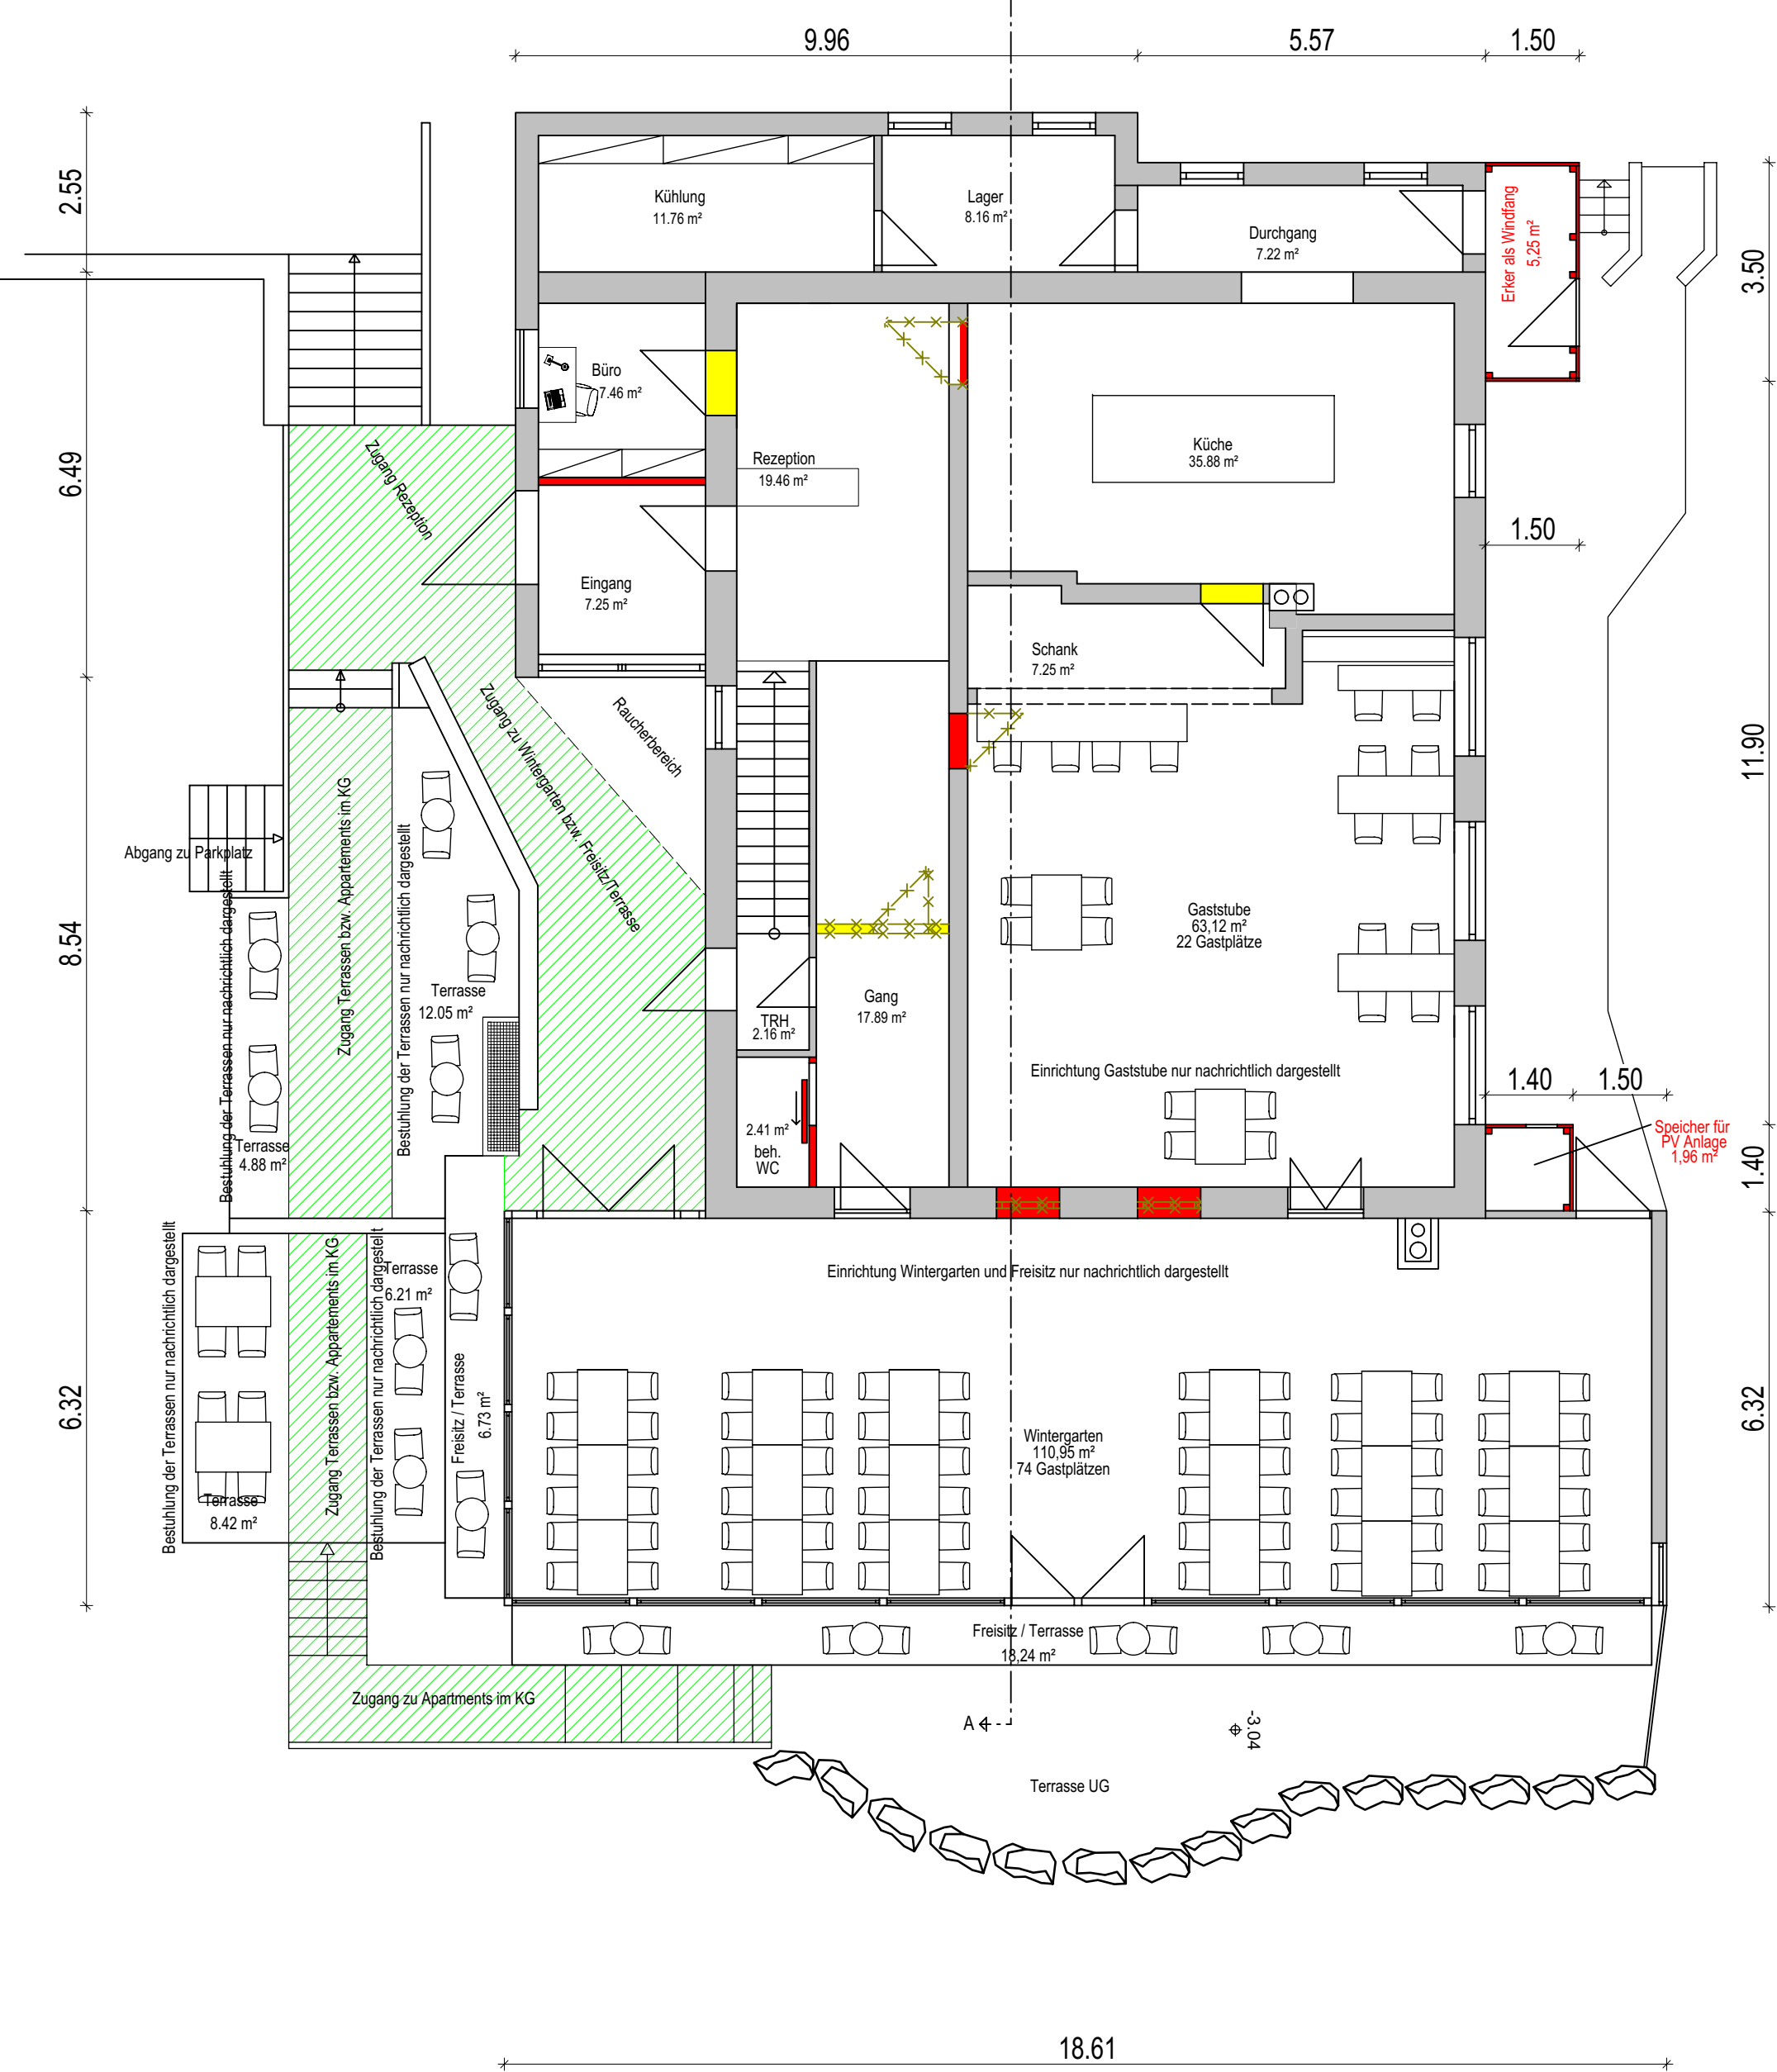 9.96
5.57
1.50
2.55
6.49
8.54
6.32
3.50
11.90
1.40
6.32
Kühlung
11.76 m²
Lager
8.16 m²
Durchgang
7.22 m²
Erker als Windfang
5,25 m²
Büro
7.46 m²
Rezeption
19.46 m²
Küche
35.88 m²
1.50
Zugang Rezeption
Eingang
7.25 m²
Schank
7.25 m²
Raucherbereich
Zugang zu Wintergarten bzw. Freisitz/Terrasse
Abgang zu Parkplatz
Zugang Terrassen bzw. Appartements im KG
Bestuhlung der Terrassen nur nachrichtlich dargestellt
Bestuhlung der Terrassen nur nachrichtlich dargestellt
Terrasse
12.05 m²
Gaststube
63,12 m²
22 Gastplätze
Gang
17.89 m²
TRH
2.16 m²
Einrichtung Gaststube nur nachrichtlich dargestellt
1.40
1.50
2.41 m²
beh.
WC
Speicher für
PV Anlage
1,96 m²
Terrasse
4.88 m²
Einrichtung Wintergarten und Freisitz nur nachrichtlich dargestellt
Terrasse
6.21 m²
Bestuhlung der Terrassen nur nachrichtlich dargestellt
Zugang Terrassen bzw. Appartements im KG
Bestuhlung der Terrassen nur nachrichtlich dargestellt
Freisitz / Terrasse
6.73 m²
Wintergarten
110,95 m²
74 Gastplätzen
Terrasse
8.42 m²
Freisitz / Terrasse
18,24 m²
Zugang zu Apartments im KG
A
-3.04
Terrasse UG
18.61